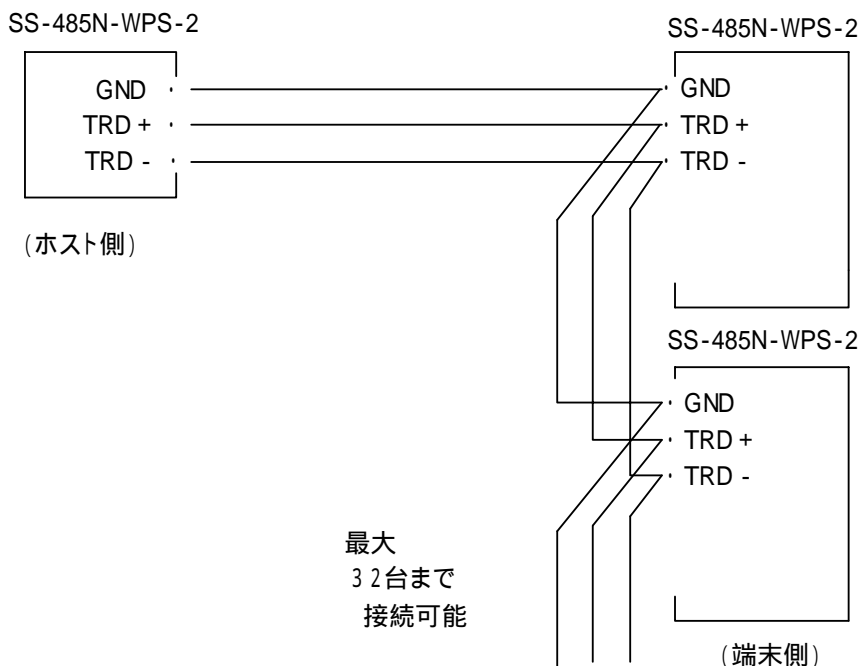 SS-485N-WPS-2
GND
TRD +
TRD -
(ホスト側)
SS-485N-WPS-2
GND
TRD +
TRD -
SS-485N-WPS-2
GND
TRD +
TRD -
最大
32台まで
接続可能
(端末側)